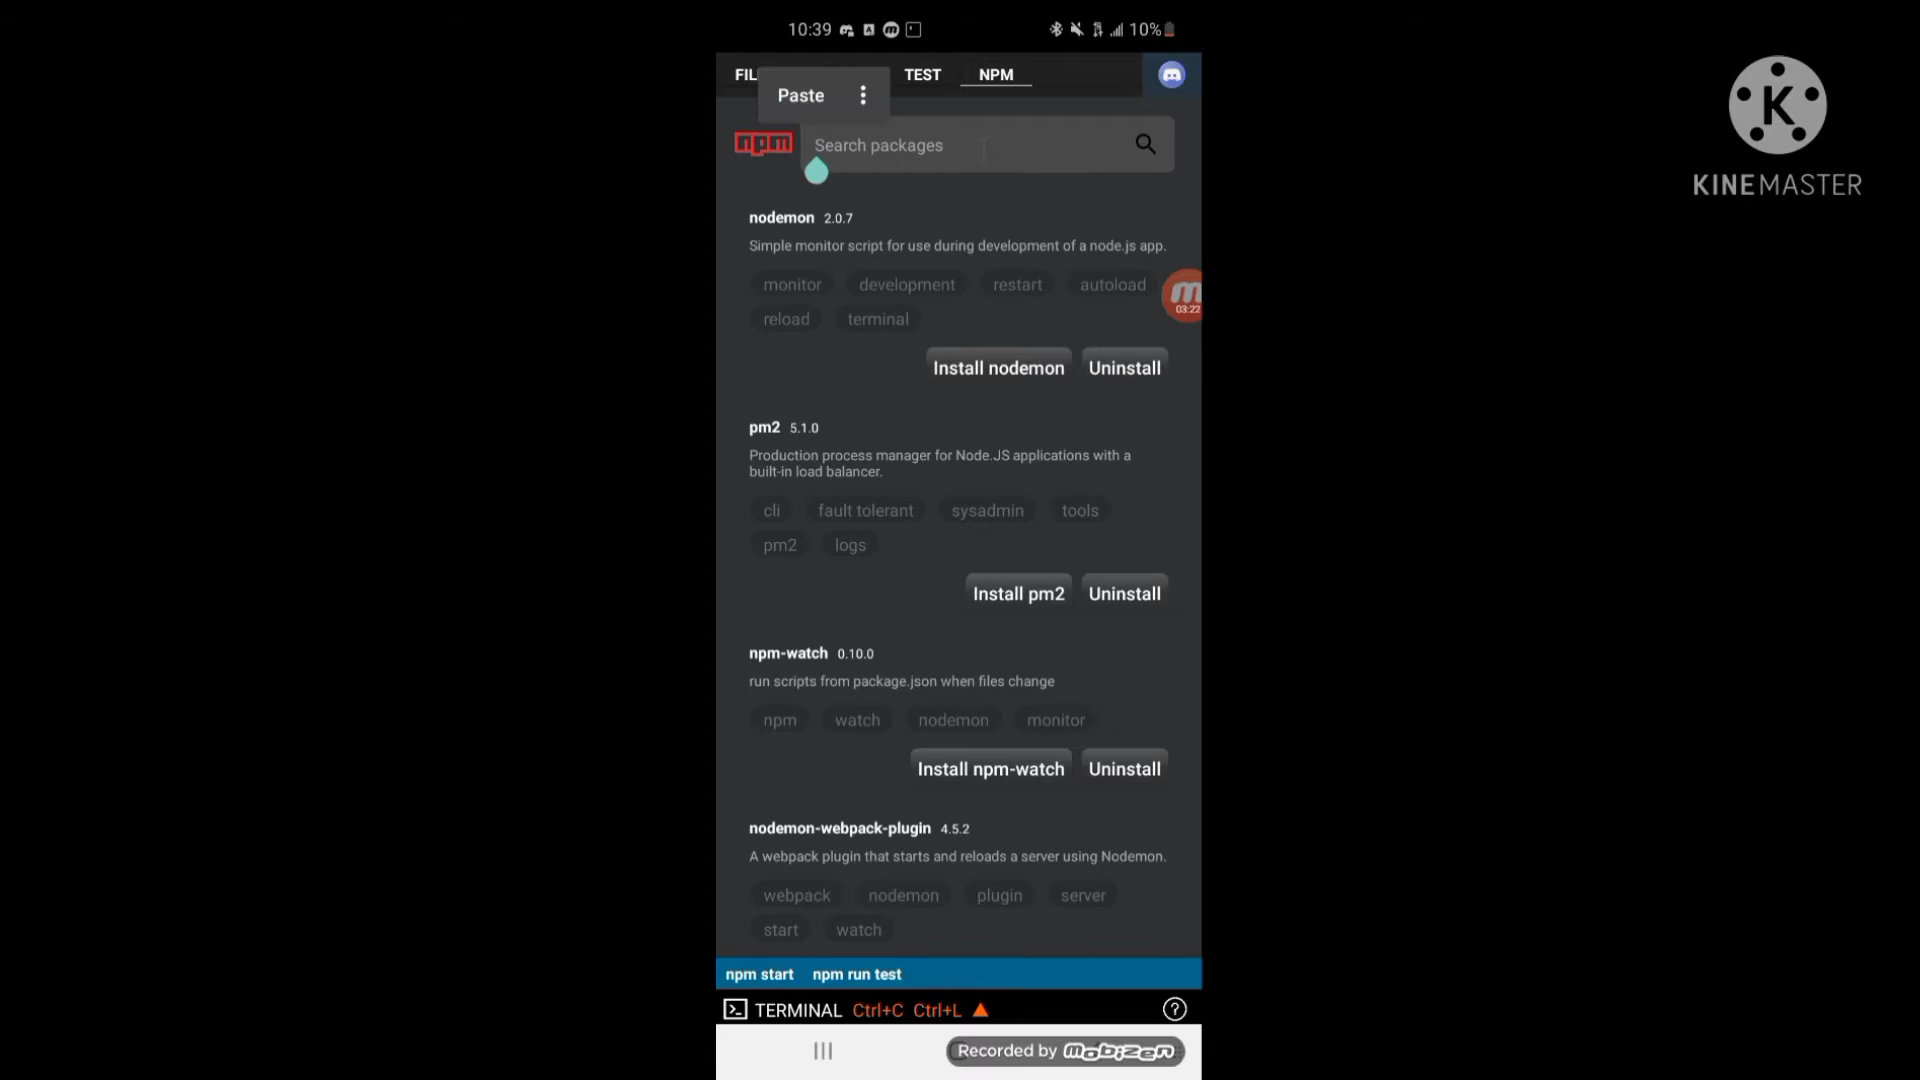 10:39
10%
FIL
TEST
NPM
Paste
npm
Search packages
K
KINEMASTER
nodemon 2.0.7
Simple monitor script for use during development of a node.js app.
monitor development restart autoload
reload terminal
03:22
Install nodemon Uninstall
pm2 5.1.0
Production process manager for Node.JS applications with a
built-in load balancer.
cli fault tolerant sysadmin tools
pm2 logs
Install pm2 Uninstall
npm-watch 0.10.0
run scripts from package.json when files change
npm watch nodemon monitor
Install npm-watch Uninstall
nodemon-webpack-plugin 4.5.2
A webpack plugin that starts and reloads a server using Nodemon.
webpack nodemon plugin server
start watch
npm start npm run test
TERMINAL Ctrl+C Ctrl+L
Recorded by mobizen